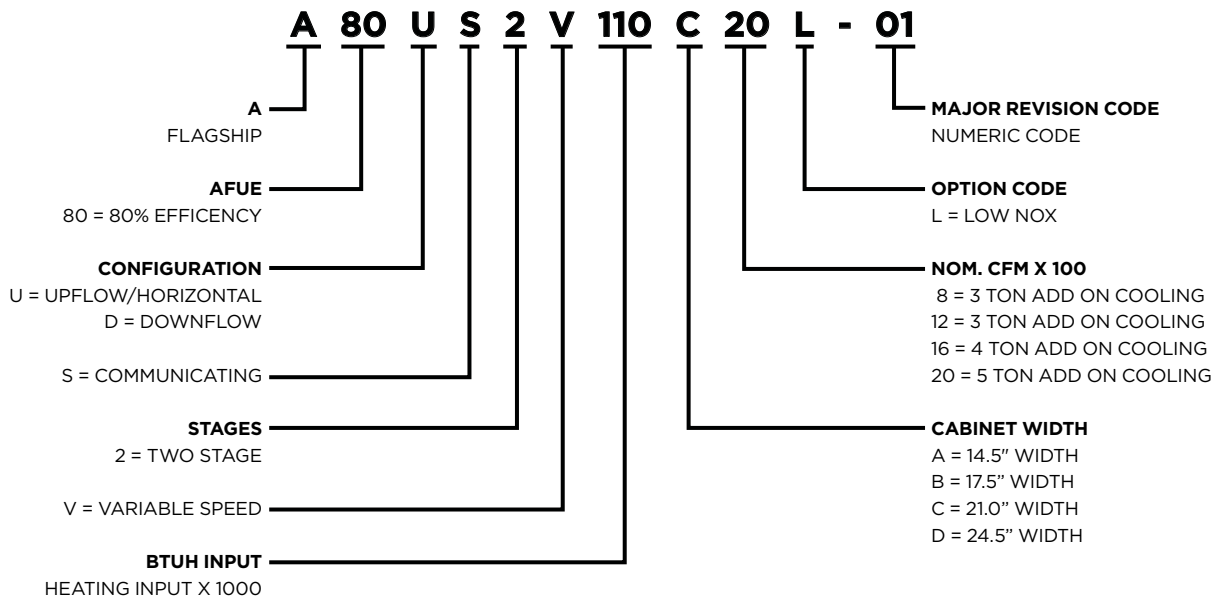 A 80 U S 2 V 110 C 20 L - 01
A
FLAGSHIP
AFUE
80 = 80% EFFICENCY
CONFIGURATION
U = UPFLOW/HORIZONTAL
D = DOWNFLOW
S = COMMUNICATING
STAGES
2 = TWO STAGE
V = VARIABLE SPEED
BTUH INPUT
HEATING INPUT X 1000
MAJOR REVISION CODE
NUMERIC CODE
OPTION CODE
L = LOW NOX
NOM. CFM X 100
8 = 3 TON ADD ON COOLING
12 = 3 TON ADD ON COOLING
16 = 4 TON ADD ON COOLING
20 = 5 TON ADD ON COOLING
CABINET WIDTH
A = 14.5" WIDTH
B = 17.5” WIDTH
C = 21.0” WIDTH
D = 24.5” WIDTH